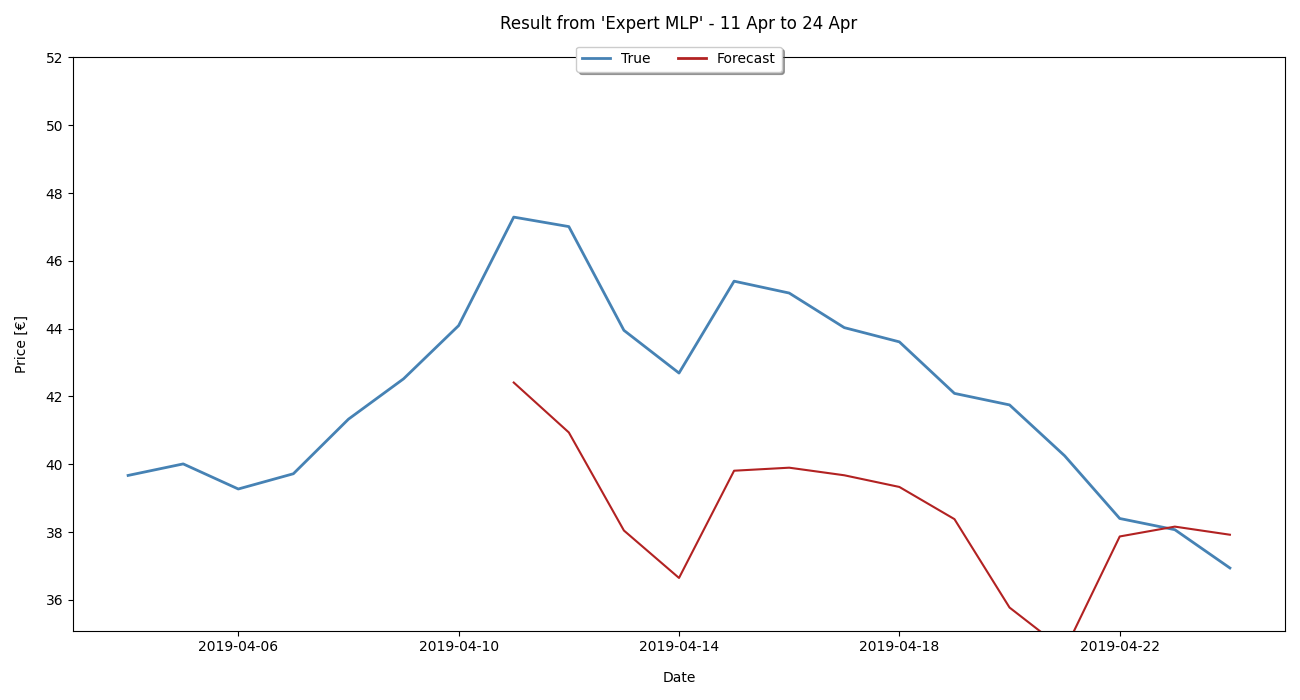 Result from 'Expert MLP' - 11 Apr to 24 Apr
True Forecast
52
50
48
46
44
42
40
38
36
Price [€]
2019-04-06 2019-04-10 2019-04-14 2019-04-18 2019-04-22
Date